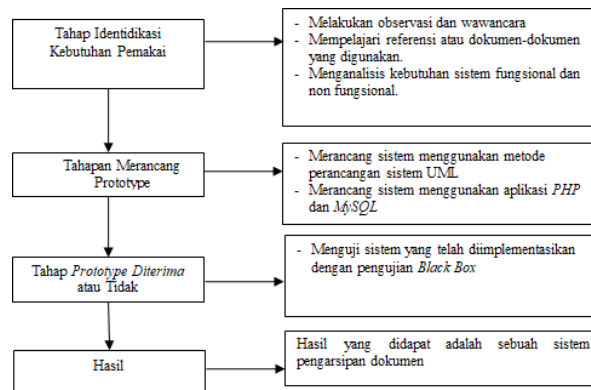 Tahap Identidikasi
Kebutuhan Pemakai
- Melakukan observasi dan wawancara
- Mempelajari referensi atau dokumen-dokumen
yang digunakan.
- Menganalisis kebutuhan sistem fungsional dan
non fungsional.
Tahapan Merancang
Prototype
- Merancang sistem menggunakan metode
perancangan sistem UML
- Merancang sistem menggunakan aplikasi PHP
dan MySQL
Tahap Prototype Diterima
atau Tidak
- Menguji sistem yang telah diimplementasikan
dengan pengujian Black Box
Hasil
Hasil yang didapat adalah sebuah sistem
pengarsipan dokumen